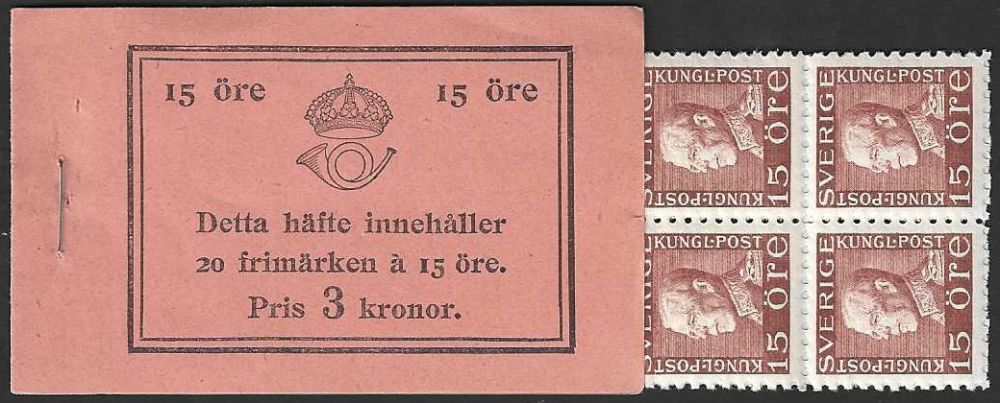 15 öre 15 öre
Detta häfte innehåller
20 frimärken à 15 öre.
Pris 3 kronor.
SVERIGE
KUNGL·POST
15 ÖRE
KUNGL·POST
SVERIGE
KUNGL·POST
15 ÖRE
KUNGL·POST
SVERIGE
KUNGL·POST
15 ÖRE
KUNGL·POST
SVERIGE
KUNGL·POST
15 ÖRE
KUNGL·POST